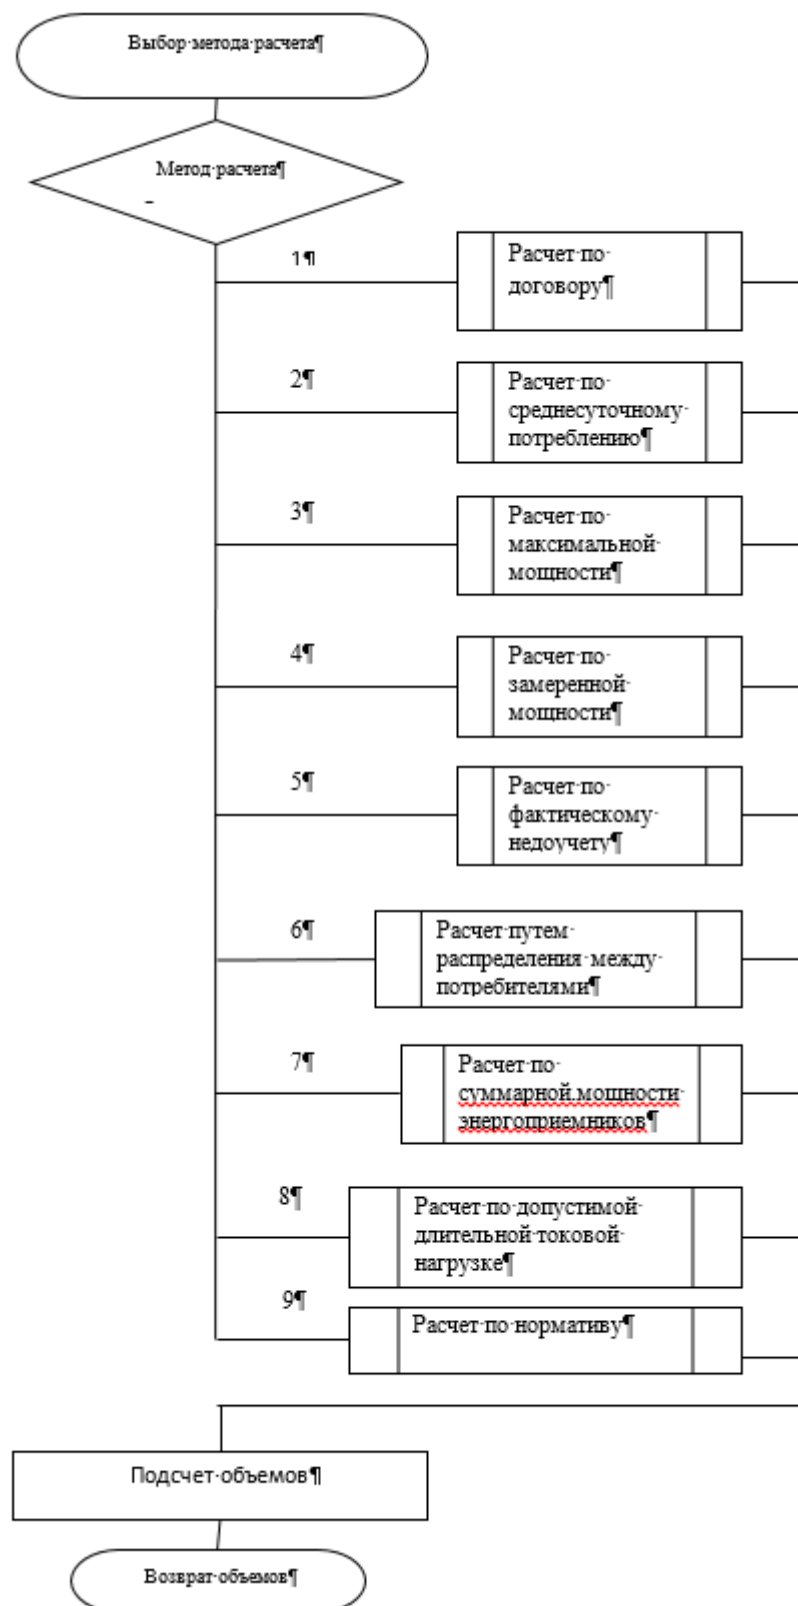 Выбор·метода·расчета¶
Метод·расчета¶
–
1¶
Расчет·по·
договору¶
2¶
Расчет·по·
среднесуточному·
потреблению¶
3¶
Расчет·по·
максимальной·
мощности¶
4¶
Расчет·по·
замеренной·
мощности¶
5¶
Расчет·по·
фактическому·
недоучету¶
6¶
Расчет·путем·
распределения·между·
потребителями¶
7¶
Расчет·по·
суммарной.мощности·
энергоприемников¶
8¶
Расчет·по·допустимой·
длительной·токовой·
нагрузке¶
9¶
Расчет·по·нормативу¶
Подсчет·объемов¶
Возврат·объемов¶